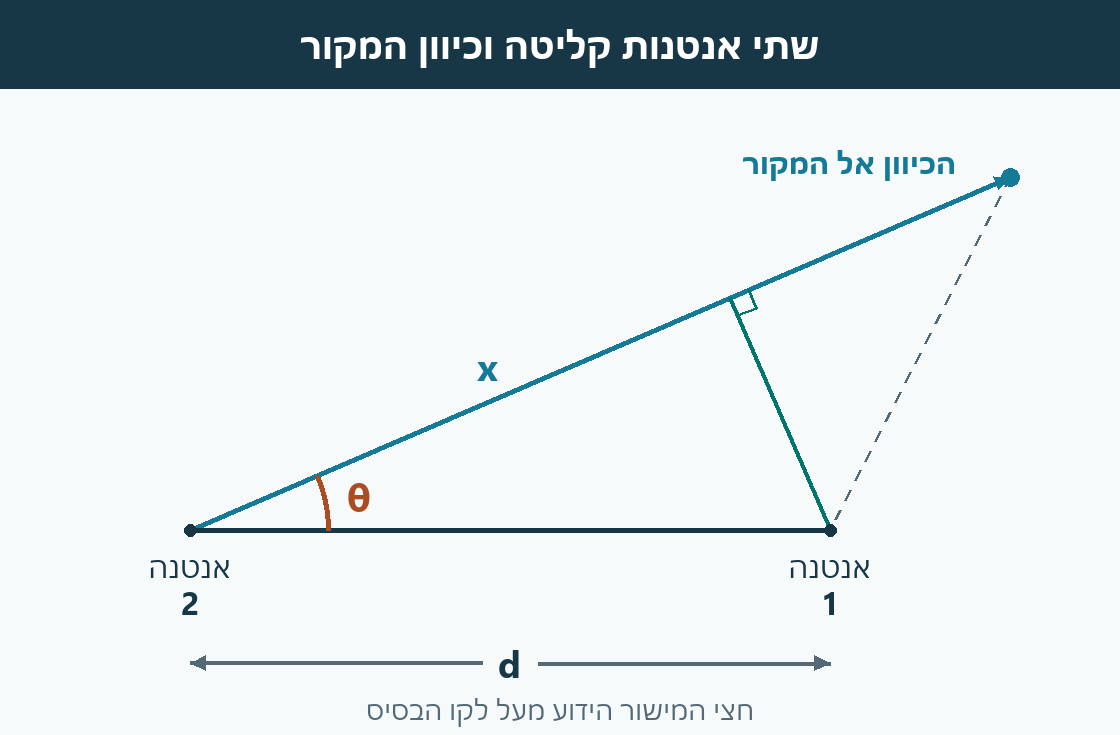 שתי אנטנות קליטה וכיוון המקור
הכיוון אל המקור
x
θ
אנטנה
2
אנטנה
1
d
חצי המישור הידוע מעל לקו הבסיס